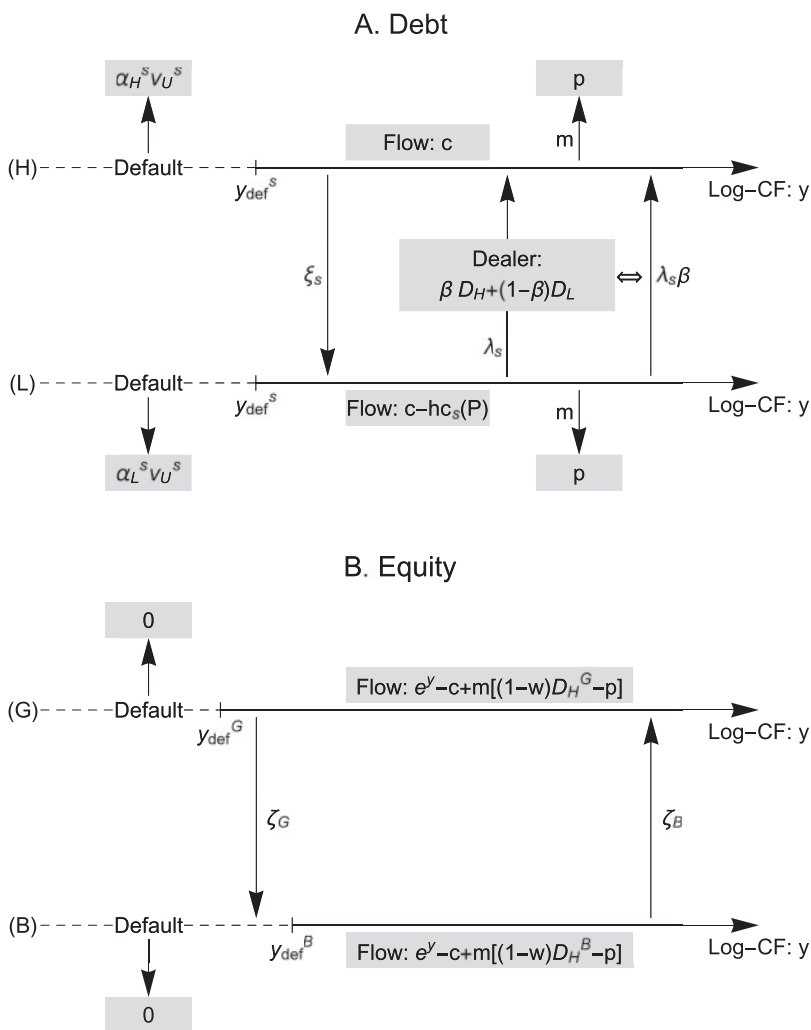 A. Debt
α_H^s v_U^s
p
Flow: c
m
(H)
Default
y_def^s
Log–CF: y
ξ_s
Dealer:
β D_H+(1–β)D_L
⇔
λ_sβ
λ_s
(L)
Default
y_def^s
Log–CF: y
Flow: c–hc_s(P)
m
α_L^s v_U^s
p
B. Equity
0
Flow: e^y–c+m[(1–w)D_H^G–p]
(G)
Default
y_def^G
Log–CF: y
ζ_G
ζ_B
(B)
Default
y_def^B
Log–CF: y
Flow: e^y–c+m[(1–w)D_H^B–p]
0